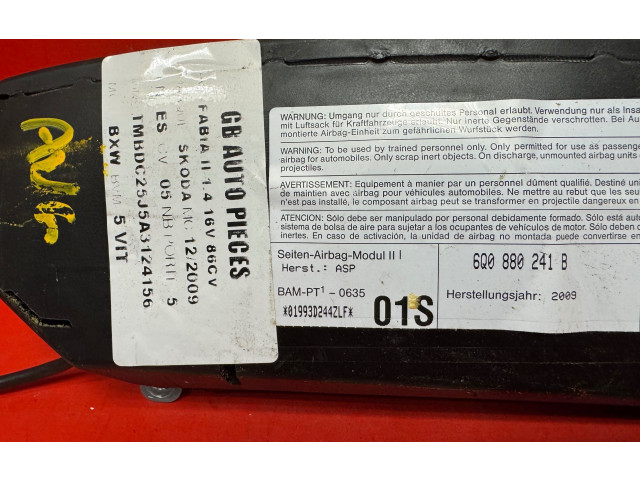 AV G
GB AUTO PIECES
FABIA II 1.4 16V 86CV
SKODA MC 12/2009
ES CV 05 NB PORTE 5
TMBDC25J5A3124156
BXW BVM 5 VIT
WARNUNG: Umgang nur durch geschultes Personal erlaubt. Verwendung nur als Insa
mit Luftsack für Kraftfahrzeuge erlaubt. Nur inerte Gegenstände verschrotten. Bei Au
montierte Airbag-Einheit zum gefährlichen Wurfstück werden.
WARNING: To be used by trained personnel only. Only permitted for use as passenge
airbag for automobiles. Only scrap inert objects. On discharge, unmounted airbag units
projectiles.
AVERTISSEMENT: Equipement à manier par un personnel dûment qualifié. Destiné uni
de maintien avec airbag pour véhicules automobiles. Ne mettre au rebut que des
n'est pas installé, le composant airbag peut se transformer en projectile dangereux en
ATENCION: Sólo debe ser manipulado por personal debidamente formado. Sólo está au
sistema de bolsa de aire para sujetar a los ocupantes de vehículos de motor. Desguazar
inertes. En caso de activación, la unidad de airbag no montada puede convertirse en
Seiten-Airbag-Modul II l
Herst.: ASP
6Q0 880 241 B
BAM-PT¹ - 0635
01S
Herstellungsjahr: 2009
*01993D244ZLF*